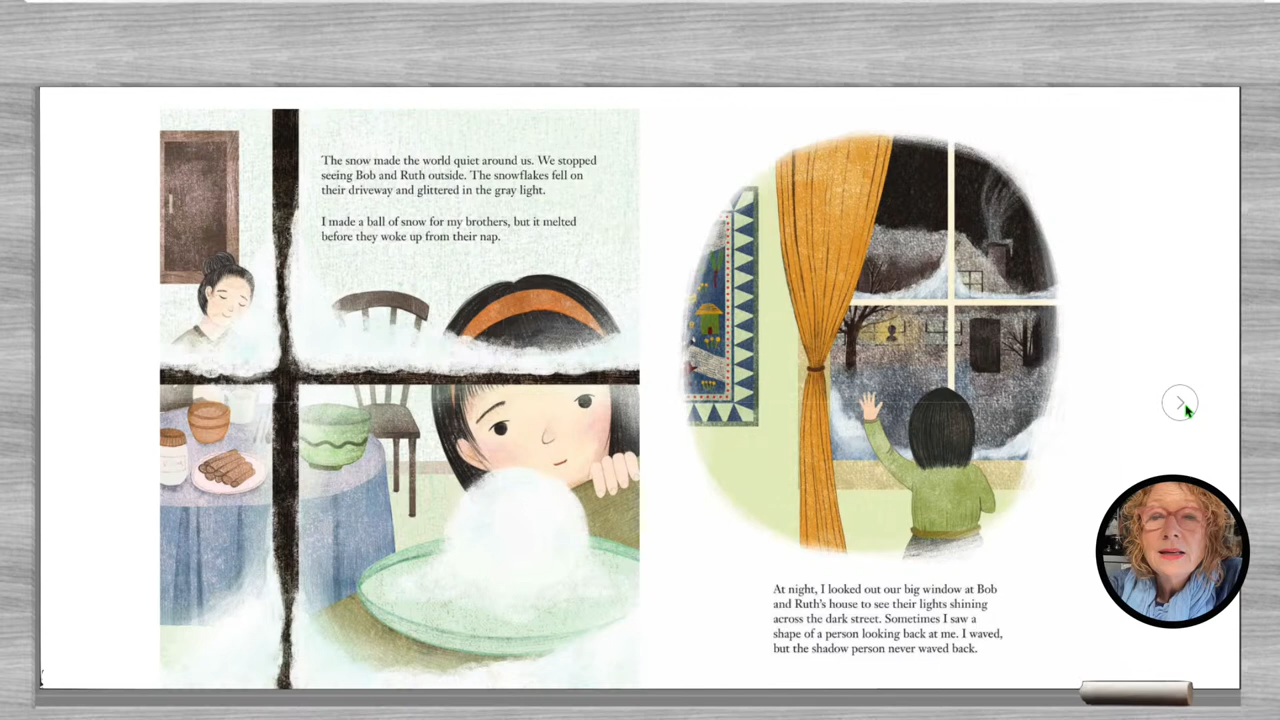 The snow made the world quiet around us. We stopped
seeing Bob and Ruth outside. The snowflakes fell on
their driveway and glittered in the gray light.
I made a ball of snow for my brothers, but it melted
before they woke up from their nap.
At night, I looked out our big window at Bob
and Ruth's house to see their lights shining
across the dark street. Sometimes I saw a
shape of a person looking back at me. I waved,
but the shadow person never waved back.